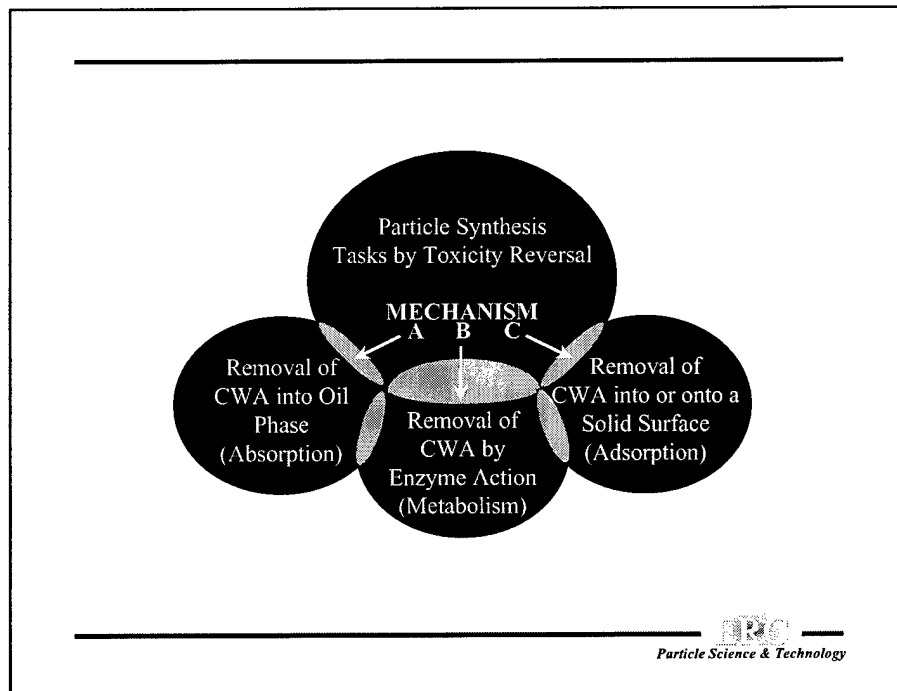 Particle Synthesis
Tasks by Toxicity Reversal
MECHANISM
A B C
Removal of
CWA into Oil
Phase
(Absorption)
Removal of
CWA by
Enzyme Action
(Metabolism)
Removal of
CWA into or onto a
Solid Surface
(Adsorption)
ERC
Particle Science & Technology